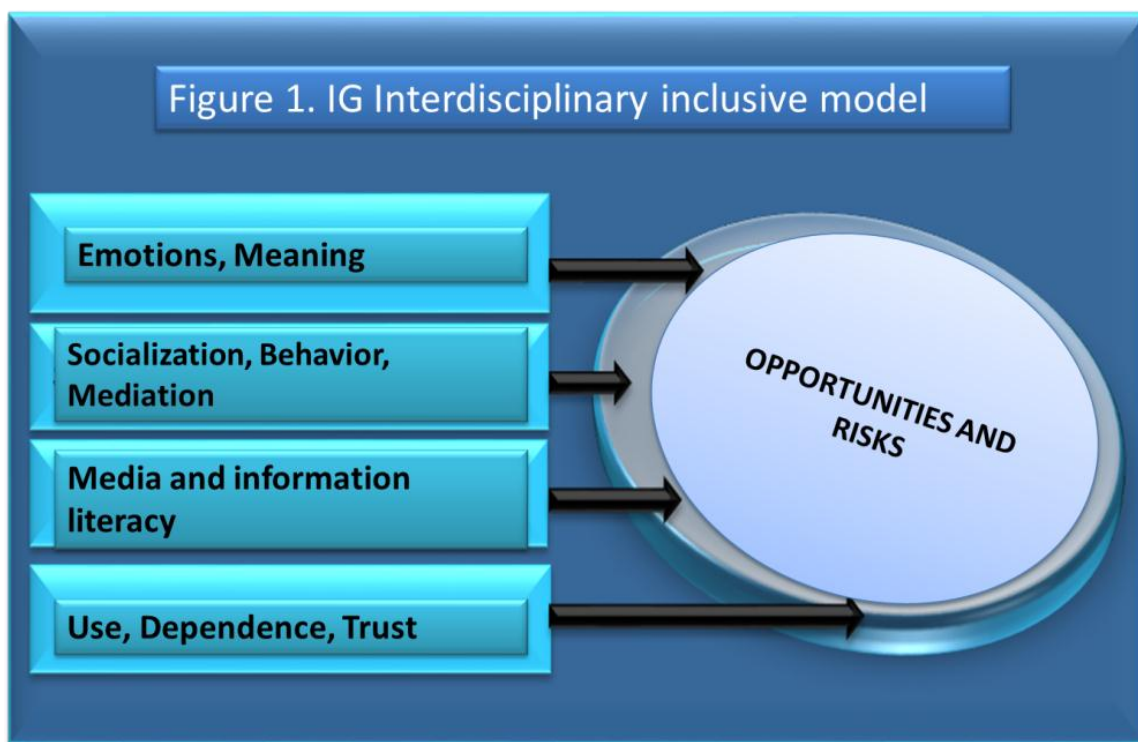 Figure 1. IG Interdisciplinary inclusive model
Emotions, Meaning
Socialization, Behavior,
Mediation
Media and information
literacy
Use, Dependence, Trust
OPPORTUNITIES AND
RISKS